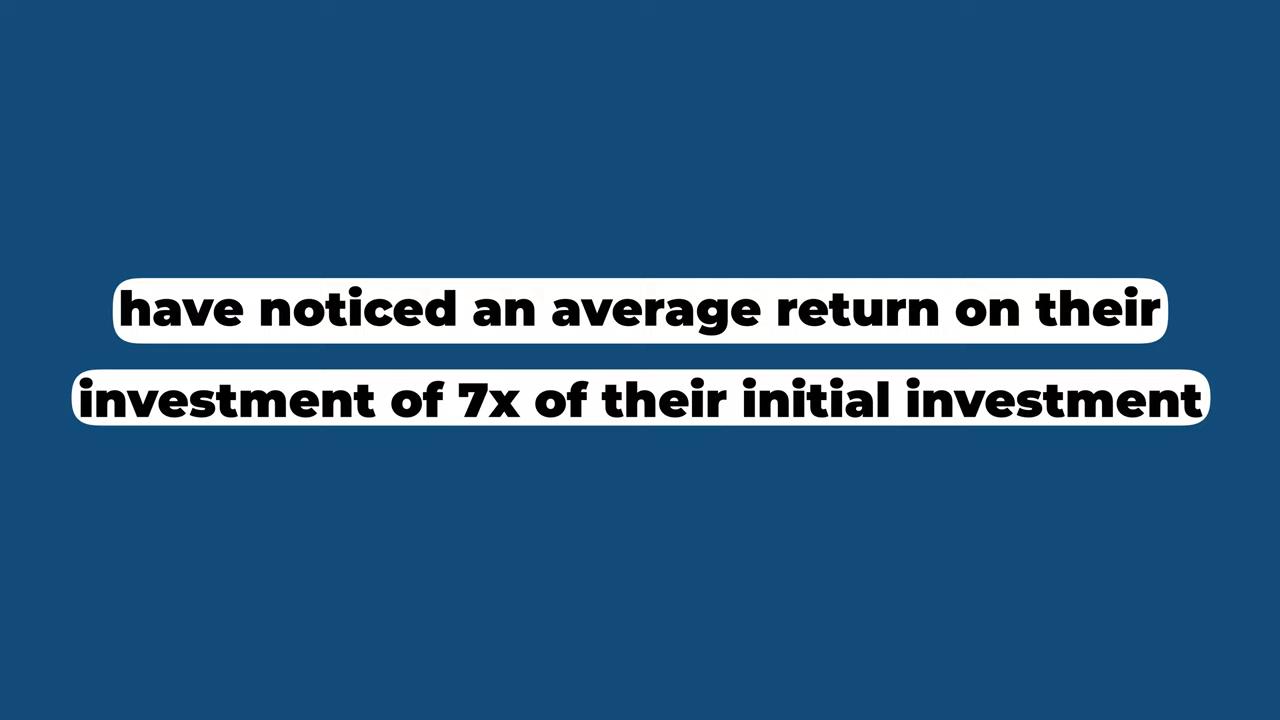 have noticed an average return on their
investment of 7x of their initial investment